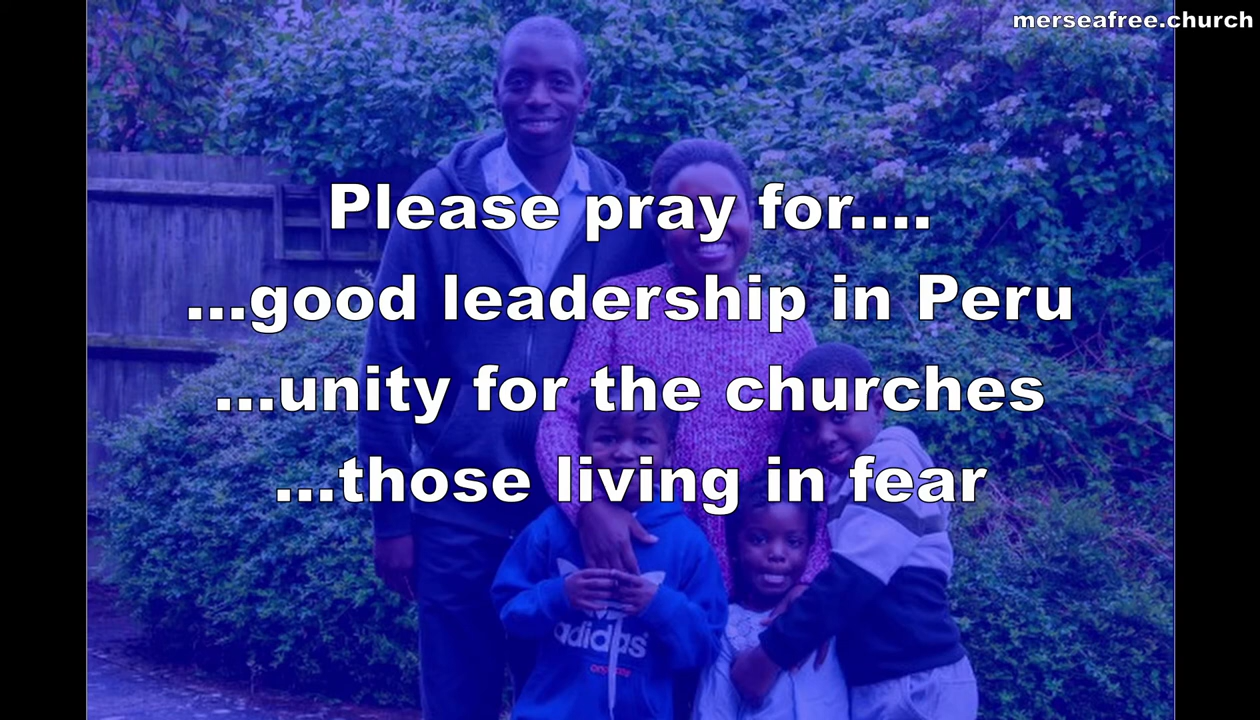 merseafree.church
Please pray for....
...good leadership in Peru
...unity for the churches
...those living in fear
adidas